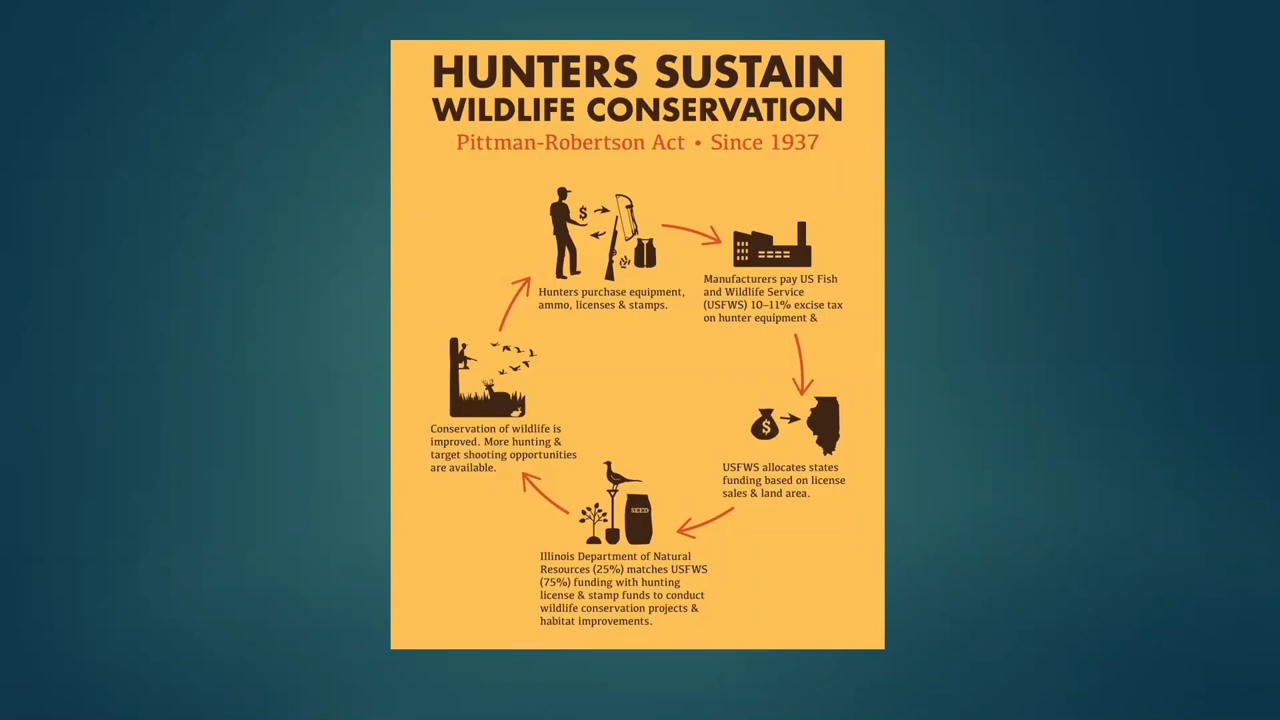 HUNTERS SUSTAIN
WILDLIFE CONSERVATION
Pittman-Robertson Act • Since 1937
$
Hunters purchase equipment,
ammo, licenses & stamps.
Manufacturers pay US Fish
and Wildlife Service
(USFWS) 10–11% excise tax
on hunter equipment &
$
USFWS allocates states
funding based on license
sales & land area.
SEED
Illinois Department of Natural
Resources (25%) matches USFWS
(75%) funding with hunting
license & stamp funds to conduct
wildlife conservation projects &
habitat improvements.
Conservation of wildlife is
improved. More hunting &
target shooting opportunities
are available.